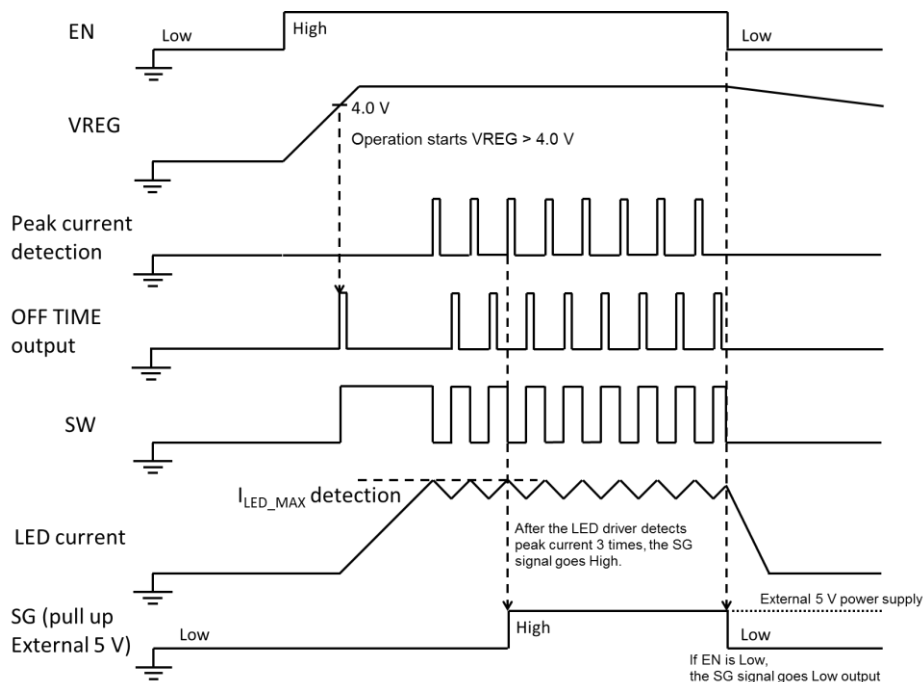 EN
Low
High
Low
VREG
4.0 V
Operation starts VREG > 4.0 V
Peak current
detection
OFF TIME
output
SW
ILED_MAX detection
LED current
After the LED driver detects
peak current 3 times, the SG
signal goes High.
External 5 V power supply
SG (pull up
External 5 V)
Low
High
Low
If EN is Low,
the SG signal goes Low output